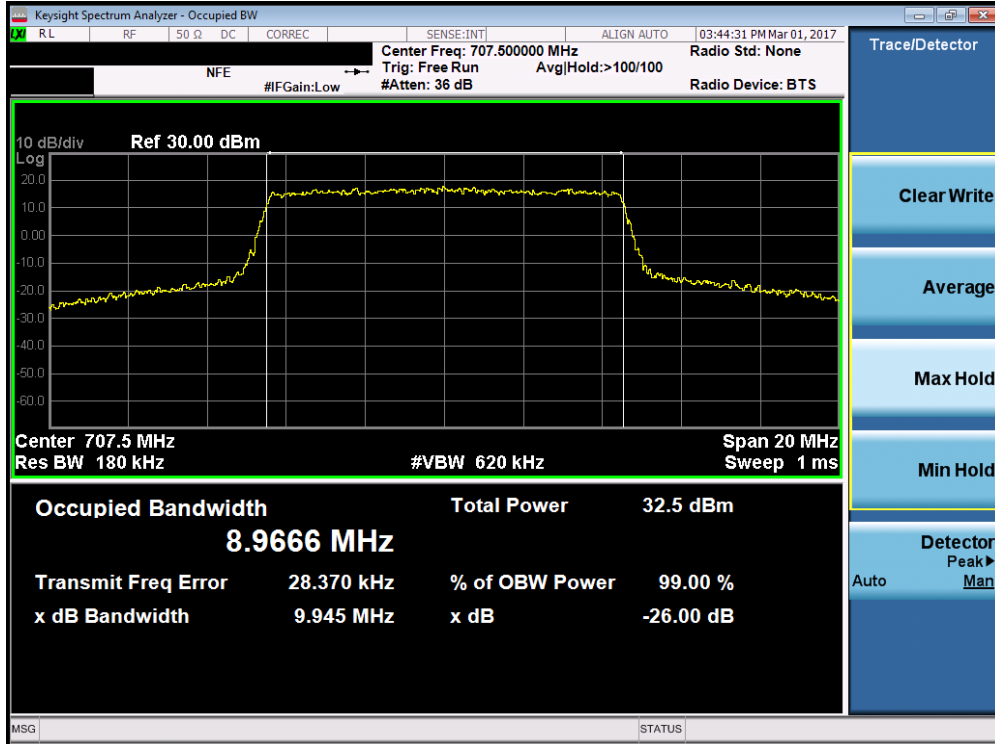 Keysight Spectrum Analyzer - Occupied BW
LXI RL RF 50 Ω DC CORREC SENSE:INT ALIGN AUTO 03:44:31 PM Mar 01, 2017
NFE
#IFGain:Low
Center Freq: 707.500000 MHz
Trig: Free Run Avg|Hold:>100/100
#Atten: 36 dB
Radio Std: None
Radio Device: BTS
10 dB/div Ref 30.00 dBm
Log
20.0
10.0
0.00
-10.0
-20.0
-30.0
-40.0
-50.0
-60.0
Center 707.5 MHz Span 20 MHz
Res BW 180 kHz #VBW 620 kHz Sweep 1 ms
Occupied Bandwidth Total Power 32.5 dBm
8.9666 MHz
Transmit Freq Error 28.370 kHz % of OBW Power 99.00 %
x dB Bandwidth 9.945 MHz x dB -26.00 dB
Trace/Detector
Clear Write
Average
Max Hold
Min Hold
Detector
Peak▶
Auto Man
MSG STATUS